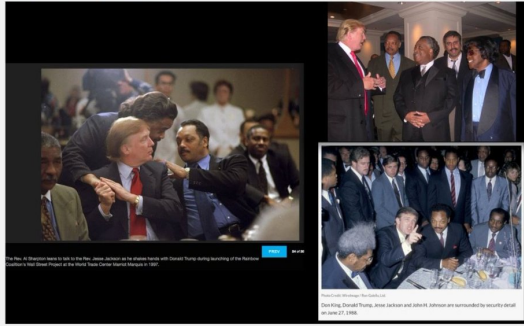 PREV
The Rev. Al Sharpton leans to talk to the Rev. Jesse Jackson as he shakes hands with Donald Trump during launching of the Rainbow
Coalition's Wall Street Project at the World Trade Center Marriott Marquis in 1997.
Don King, Donald Trump, Jesse Jackson and John H. Johnson are surrounded by security detail
on June 27, 1988.